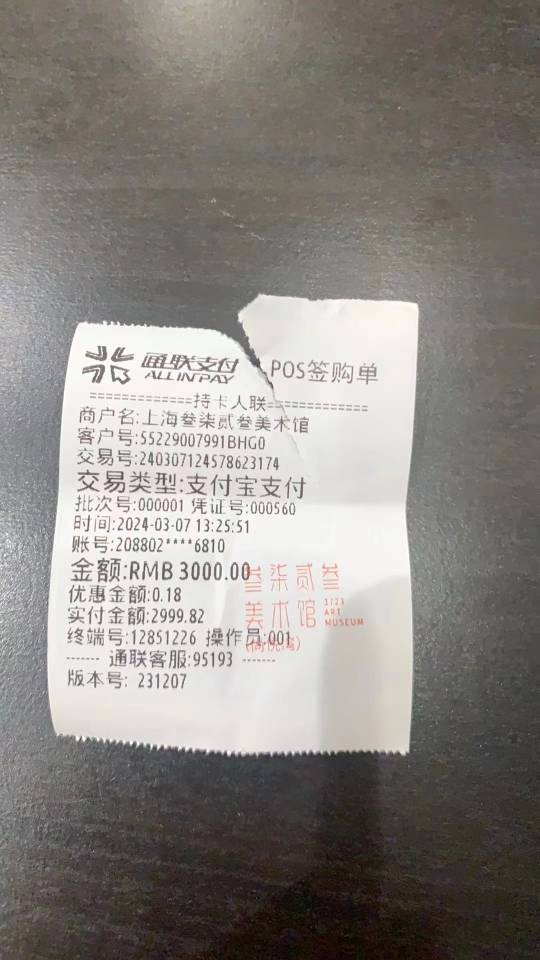 通联支付
ALLINPAY
POS签购单
=============持卡人联=============
商户名:上海叁柒贰叁美术馆
客户号:55229007991BHG0
交易号:240307124578623174
交易类型:支付宝支付
批次号:000001 凭证号:000560
时间:2024-03-07 13:25:51
账号:208802****6810
金额:RMB 3000.00
优惠金额:0.18
实付金额:2999.82
终端号:12851226 操作员:001
------- 通联客服:95193 -------
版本号: 231207
叁柒贰叁
美术馆
3723
ART
MUSEUM